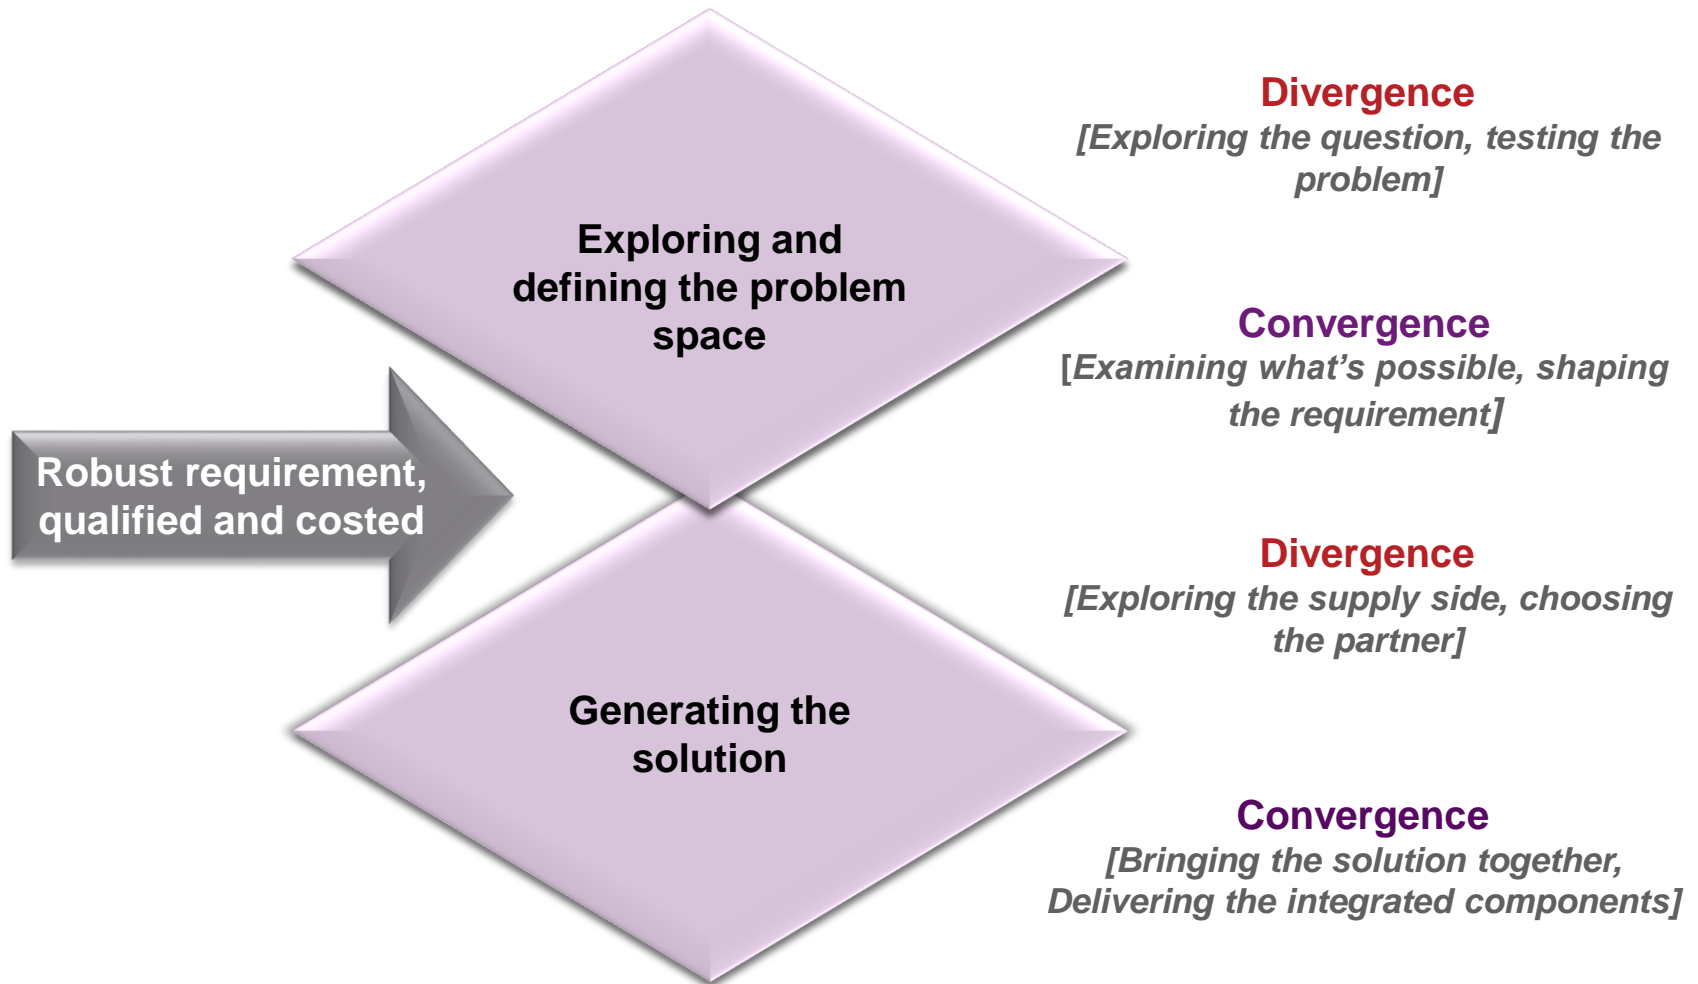 Exploring and
defining the problem
space
Robust requirement,
qualified and costed
Generating the
solution
Divergence
[Exploring the question, testing the
problem]
Convergence
[Examining what’s possible, shaping
the requirement]
Divergence
[Exploring the supply side, choosing
the partner]
Convergence
[Bringing the solution together,
Delivering the integrated components]